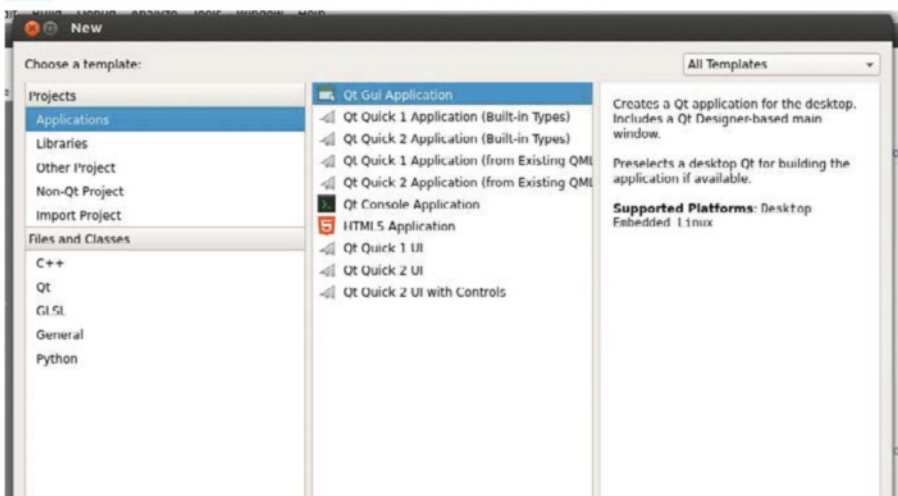 New
Choose a template:
All Templates
Projects
Applications
Libraries
Other Project
Non-Qt Project
Import Project
Files and Classes
C++
Qt
GLSL
General
Python
Qt Gui Application
Qt Quick 1 Application (Built-in Types)
Qt Quick 2 Application (Built-in Types)
Qt Quick 1 Application (from Existing QML
Qt Quick 2 Application (from Existing QML
Qt Console Application
HTML5 Application
Qt Quick 1 UI
Qt Quick 2 UI
Qt Quick 2 UI with Controls
Creates a Qt application for the desktop.
Includes a Qt Designer-based main
window.
Preselects a desktop Qt for building the
application if available.
Supported Platforms: Desktop
Embedded Linux